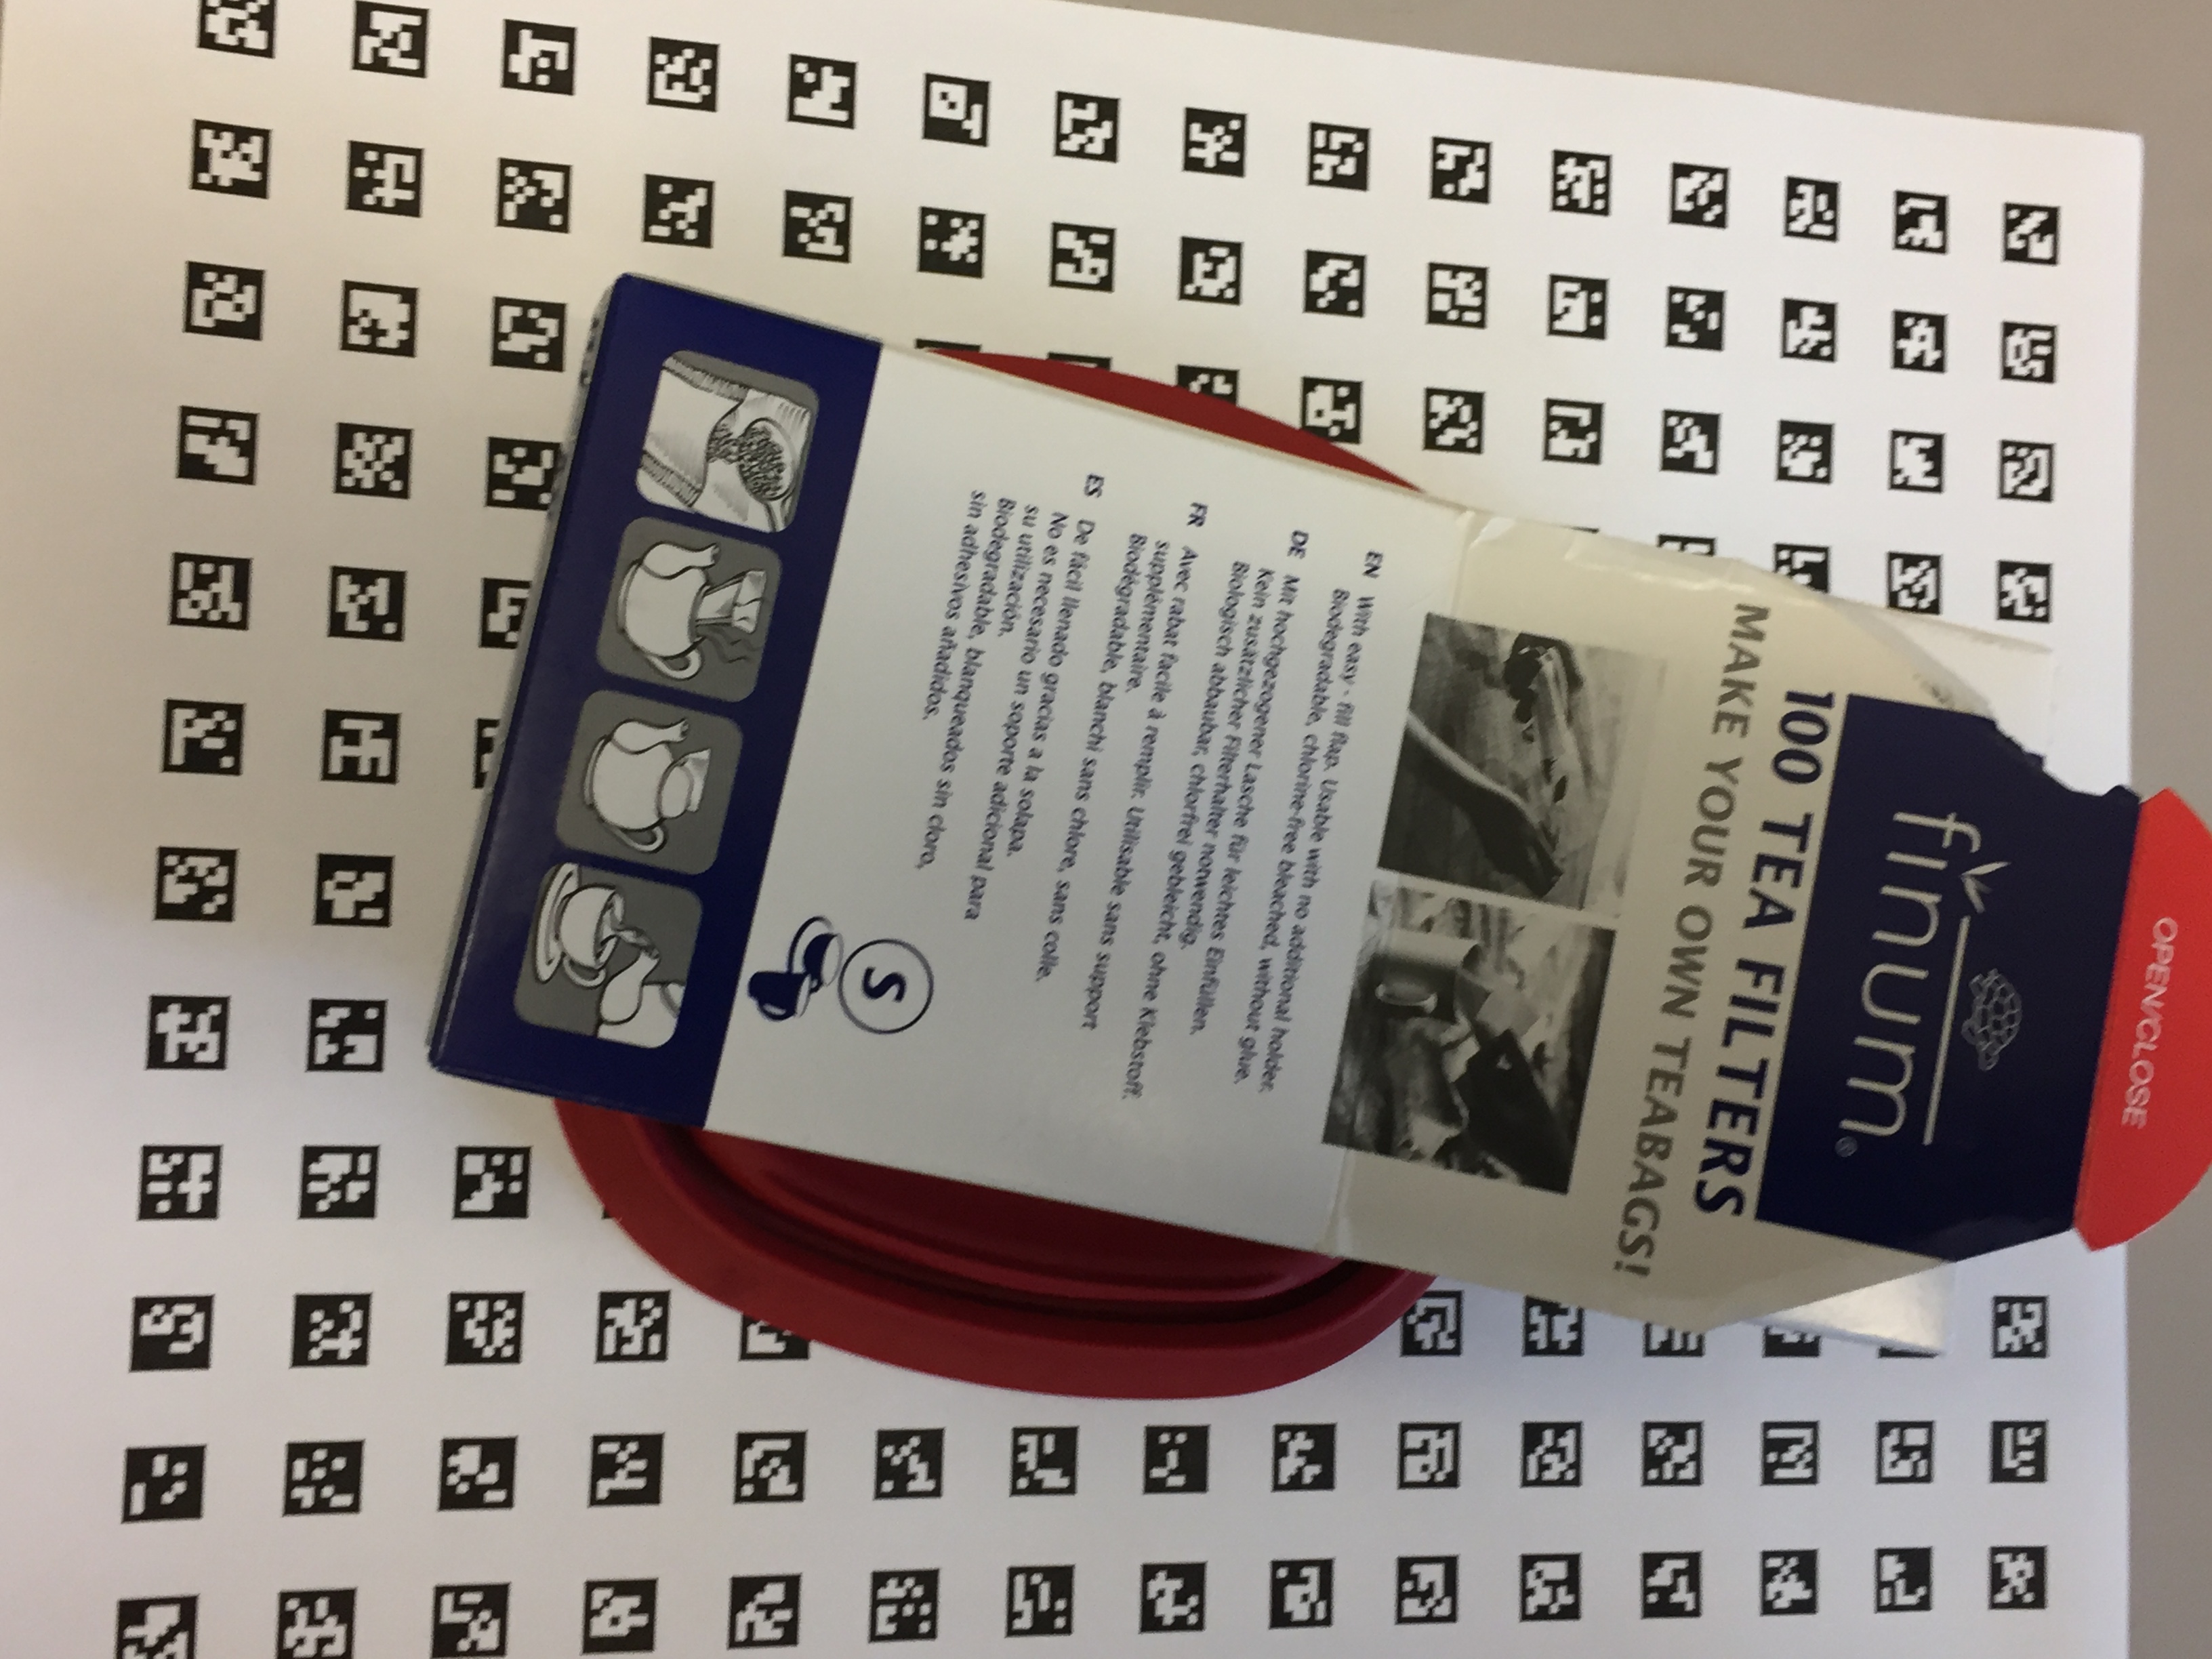 OPEN/CLOSE
finum®
100 TEA FILTERS
MAKE YOUR OWN TEABAGS!
EN With easy - fill flap. Usable with no additional holder.
Biodegradable, chlorine-free bleached, without glue.
DE Mit hochgezogener Lasche für leichtes Einfüllen.
Kein zusätzlicher Filterhalter notwendig.
Biologisch abbaubar, chlorfrei gebleicht, ohne Klebstoff.
FR Avec rabat facile à remplir. Utilisable sans support
supplémentaire.
Biodégradable, blanchi sans chlore, sans colle.
ES De fácil llenado gracias a la solapa.
No es necesario un soporte adicional para
su utilización.
Biodegradable, blanqueados sin cloro,
sin adhesivos añadidos.
S